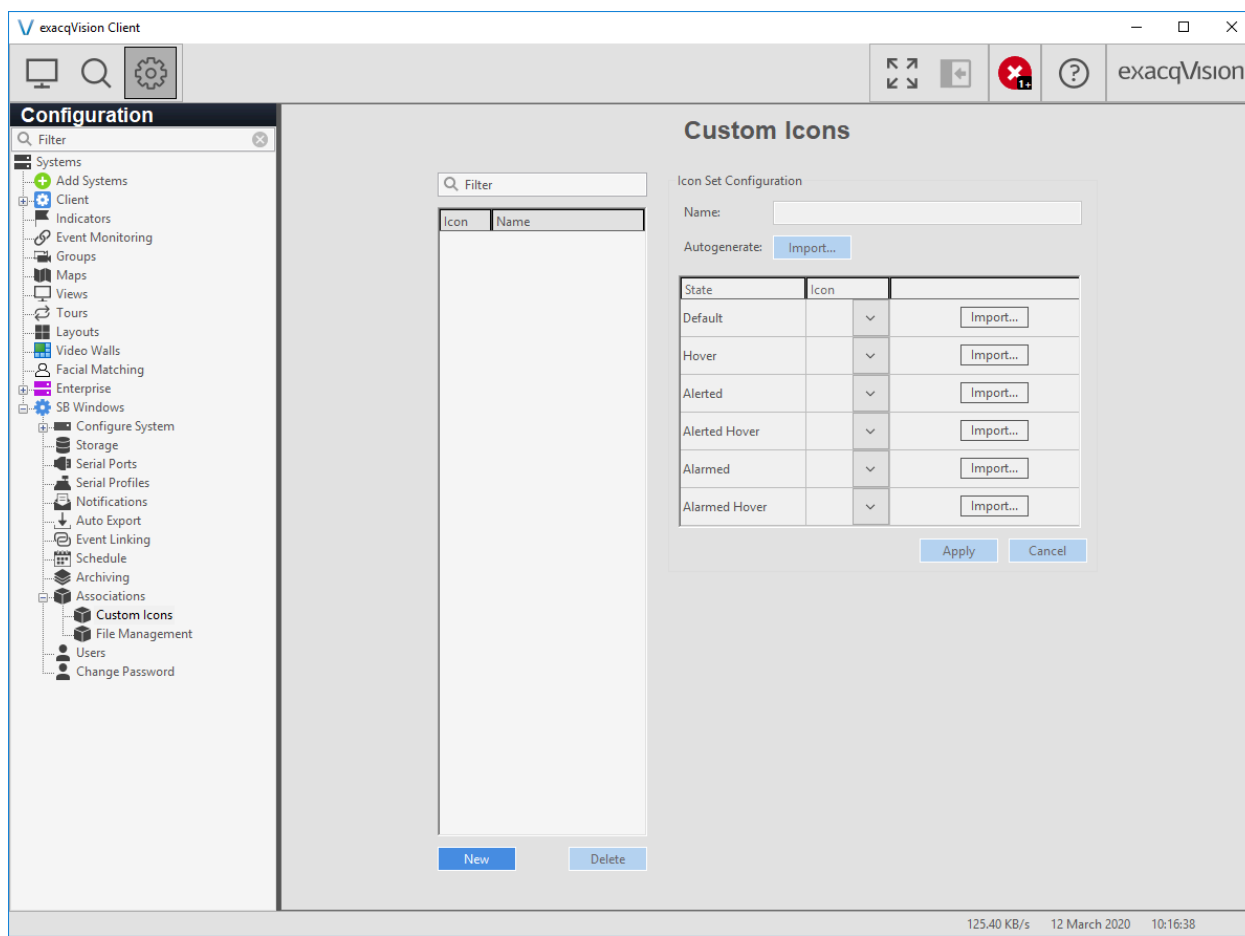 exacqVision Client
1+
exacqVision
Configuration
Filter
Systems
Add Systems
Client
Indicators
Event Monitoring
Groups
Maps
Views
Tours
Layouts
Video Walls
Facial Matching
Enterprise
SB Windows
Configure System
Storage
Serial Ports
Serial Profiles
Notifications
Auto Export
Event Linking
Schedule
Archiving
Associations
Custom Icons
File Management
Users
Change Password
Filter
Icon Name
New Delete
Custom Icons
Icon Set Configuration
Name:
Autogenerate: Import...
State Icon
Default Import...
Hover Import...
Alerted Import...
Alerted Hover Import...
Alarmed Import...
Alarmed Hover Import...
Apply Cancel
125.40 KB/s 12 March 2020 10:16:38